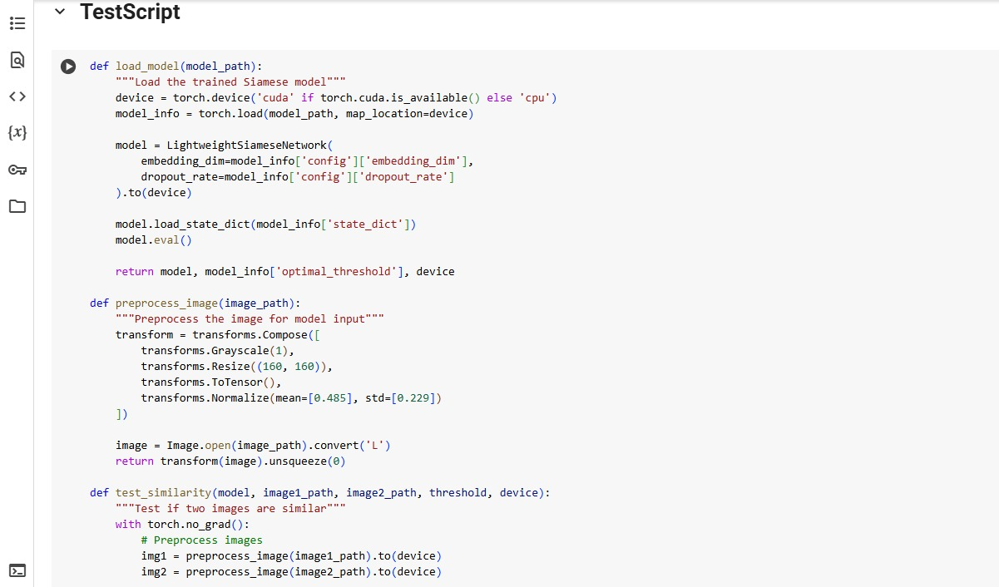 TestScript
def load_model(model_path):
    """Load the trained Siamese model"""
    device = torch.device('cuda' if torch.cuda.is_available() else 'cpu')
    model_info = torch.load(model_path, map_location=device)
    model = LightweightSiameseNetwork(
        embedding_dim=model_info['config']['embedding_dim'],
        dropout_rate=model_info['config']['dropout_rate']
    ).to(device)
    model.load_state_dict(model_info['state_dict'])
    model.eval()
    return model, model_info['optimal_threshold'], device
def preprocess_image(image_path):
    """Preprocess the image for model input"""
    transform = transforms.Compose([
        transforms.Grayscale(1),
        transforms.Resize((160, 160)),
        transforms.ToTensor(),
        transforms.Normalize(mean=[0.485], std=[0.229])
    ])
    image = Image.open(image_path).convert('L')
    return transform(image).unsqueeze(0)
def test_similarity(model, image1_path, image2_path, threshold, device):
    """Test if two images are similar"""
    with torch.no_grad():
        # Preprocess images
        img1 = preprocess_image(image1_path).to(device)
        img2 = preprocess_image(image2_path).to(device)